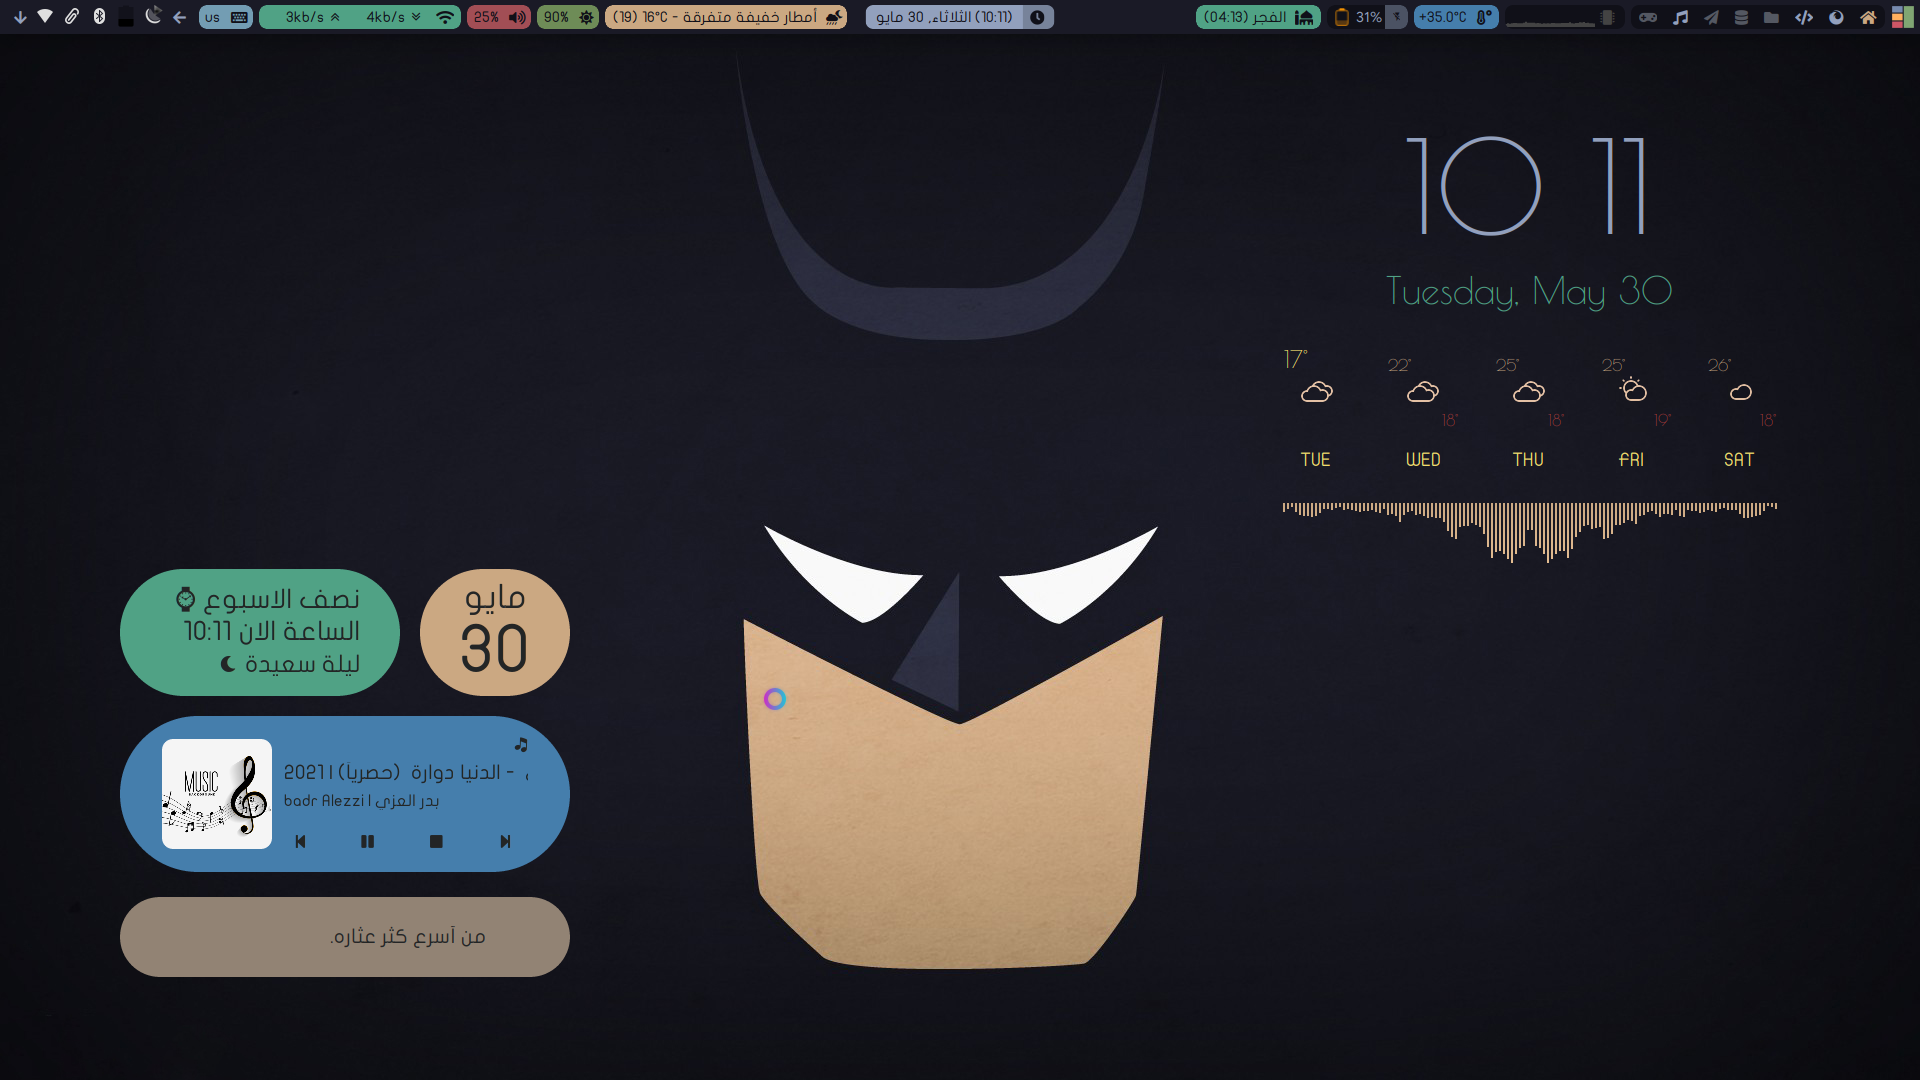 us
3kb/s
4kb/s
25%
90%
أمطار خفيفة متفرقة - 16°C (19)
(10:11) الثلاثاء, 30 مايو
الفجر (04:13)
31%
+35.0°C
10 11
Tuesday, May 30
17°
22°
25°
25°
26°
18°
18°
19°
18°
TUE
WED
THU
FRI
SAT
نصف الاسبوع
الساعة الان 10:11
ليلة سعيدة
مايو
30
MUSIC
BACKGROUND
- الدنيا دوارة (حصرياً) | 2021
بدر العزي | badr Alezzi
من أسرع كثر عثاره.